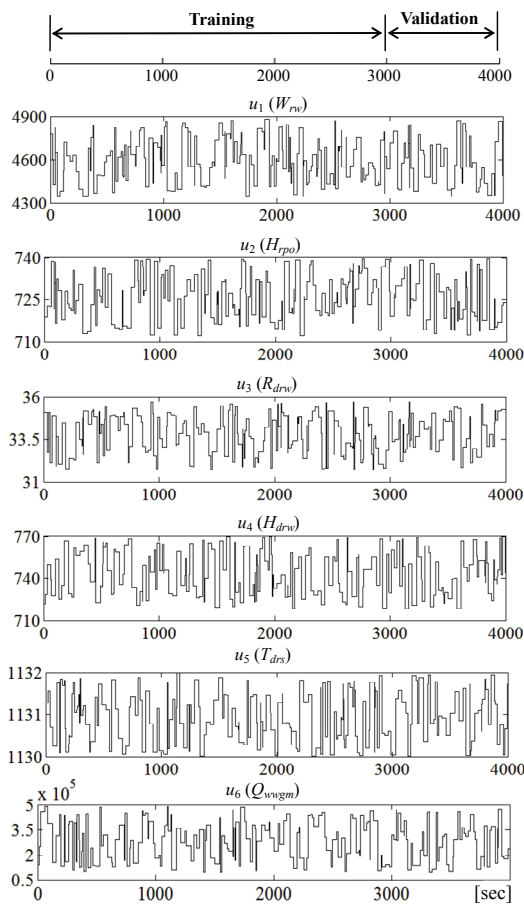 Training Validation
0 1000 2000 3000 4000
u1 (Wrw)
4900
4600
4300
0 1000 2000 3000 4000
u2 (Hrpo)
740
725
710
0 1000 2000 3000 4000
u3 (Rdrw)
36
33.5
31
0 1000 2000 3000 4000
u4 (Hdrw)
770
740
710
0 1000 2000 3000 4000
u5 (Tdrs)
1132
1131
1130
0 1000 2000 3000 4000
u6 (Qwwgm)
x 10^5
5
3.5
2
0.5
0 1000 2000 3000 [sec]